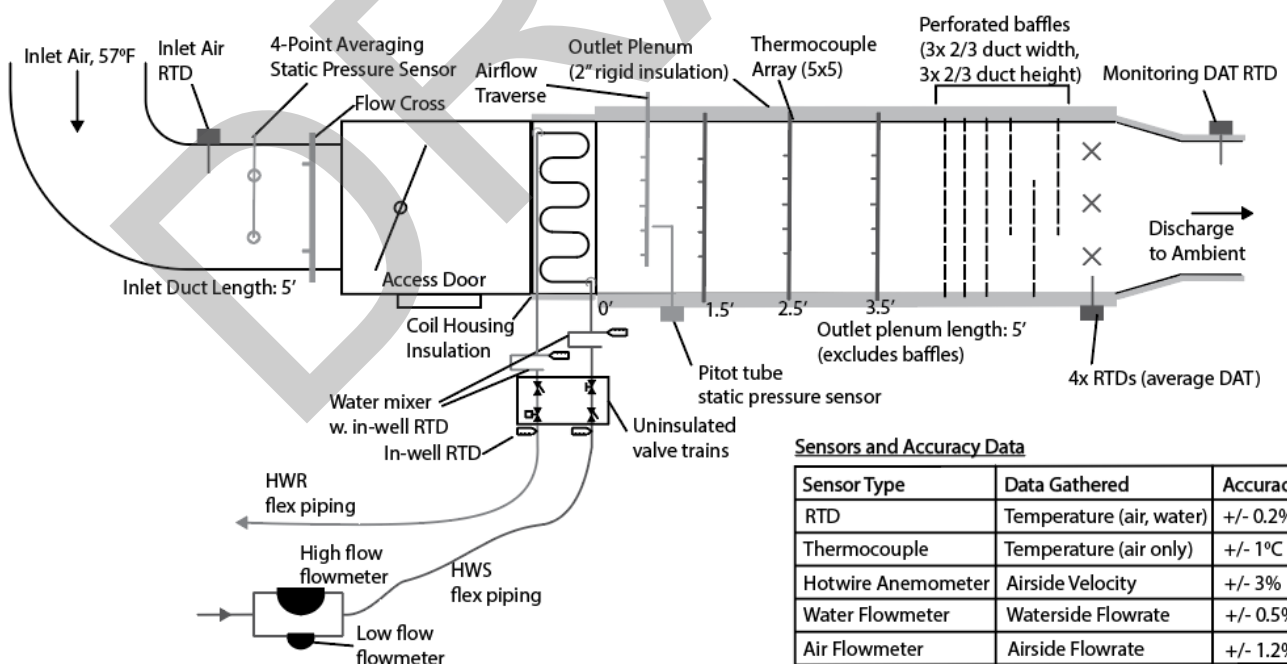 Inlet Air, 57ºF
Inlet Air
RTD
4-Point Averaging
Static Pressure Sensor
Flow Cross
Airflow
Traverse
Outlet Plenum
(2" rigid insulation)
Thermocouple
Array (5x5)
Perforated baffles
(3x 2/3 duct width,
3x 2/3 duct height)
Monitoring DAT RTD
Discharge
to Ambient
Inlet Duct Length: 5'
Access Door
Coil Housing
Insulation
0'
1.5'
2.5'
3.5'
Outlet plenum length: 5'
(excludes baffles)
Pitot tube
static pressure sensor
4x RTDs (average DAT)
Water mixer
w. in-well RTD
In-well RTD
Uninsulated
valve trains
HWR
flex piping
High flow
flowmeter
HWS
flex piping
Low flow
flowmeter
Sensors and Accuracy Data
Sensor Type Data Gathered Accurac
RTD Temperature (air, water) +/- 0.2%
Thermocouple Temperature (air only) +/- 1ºC
Hotwire Anemometer Airside Velocity +/- 3%
Water Flowmeter Waterside Flowrate +/- 0.5%
Air Flowmeter Airside Flowrate +/- 1.2%